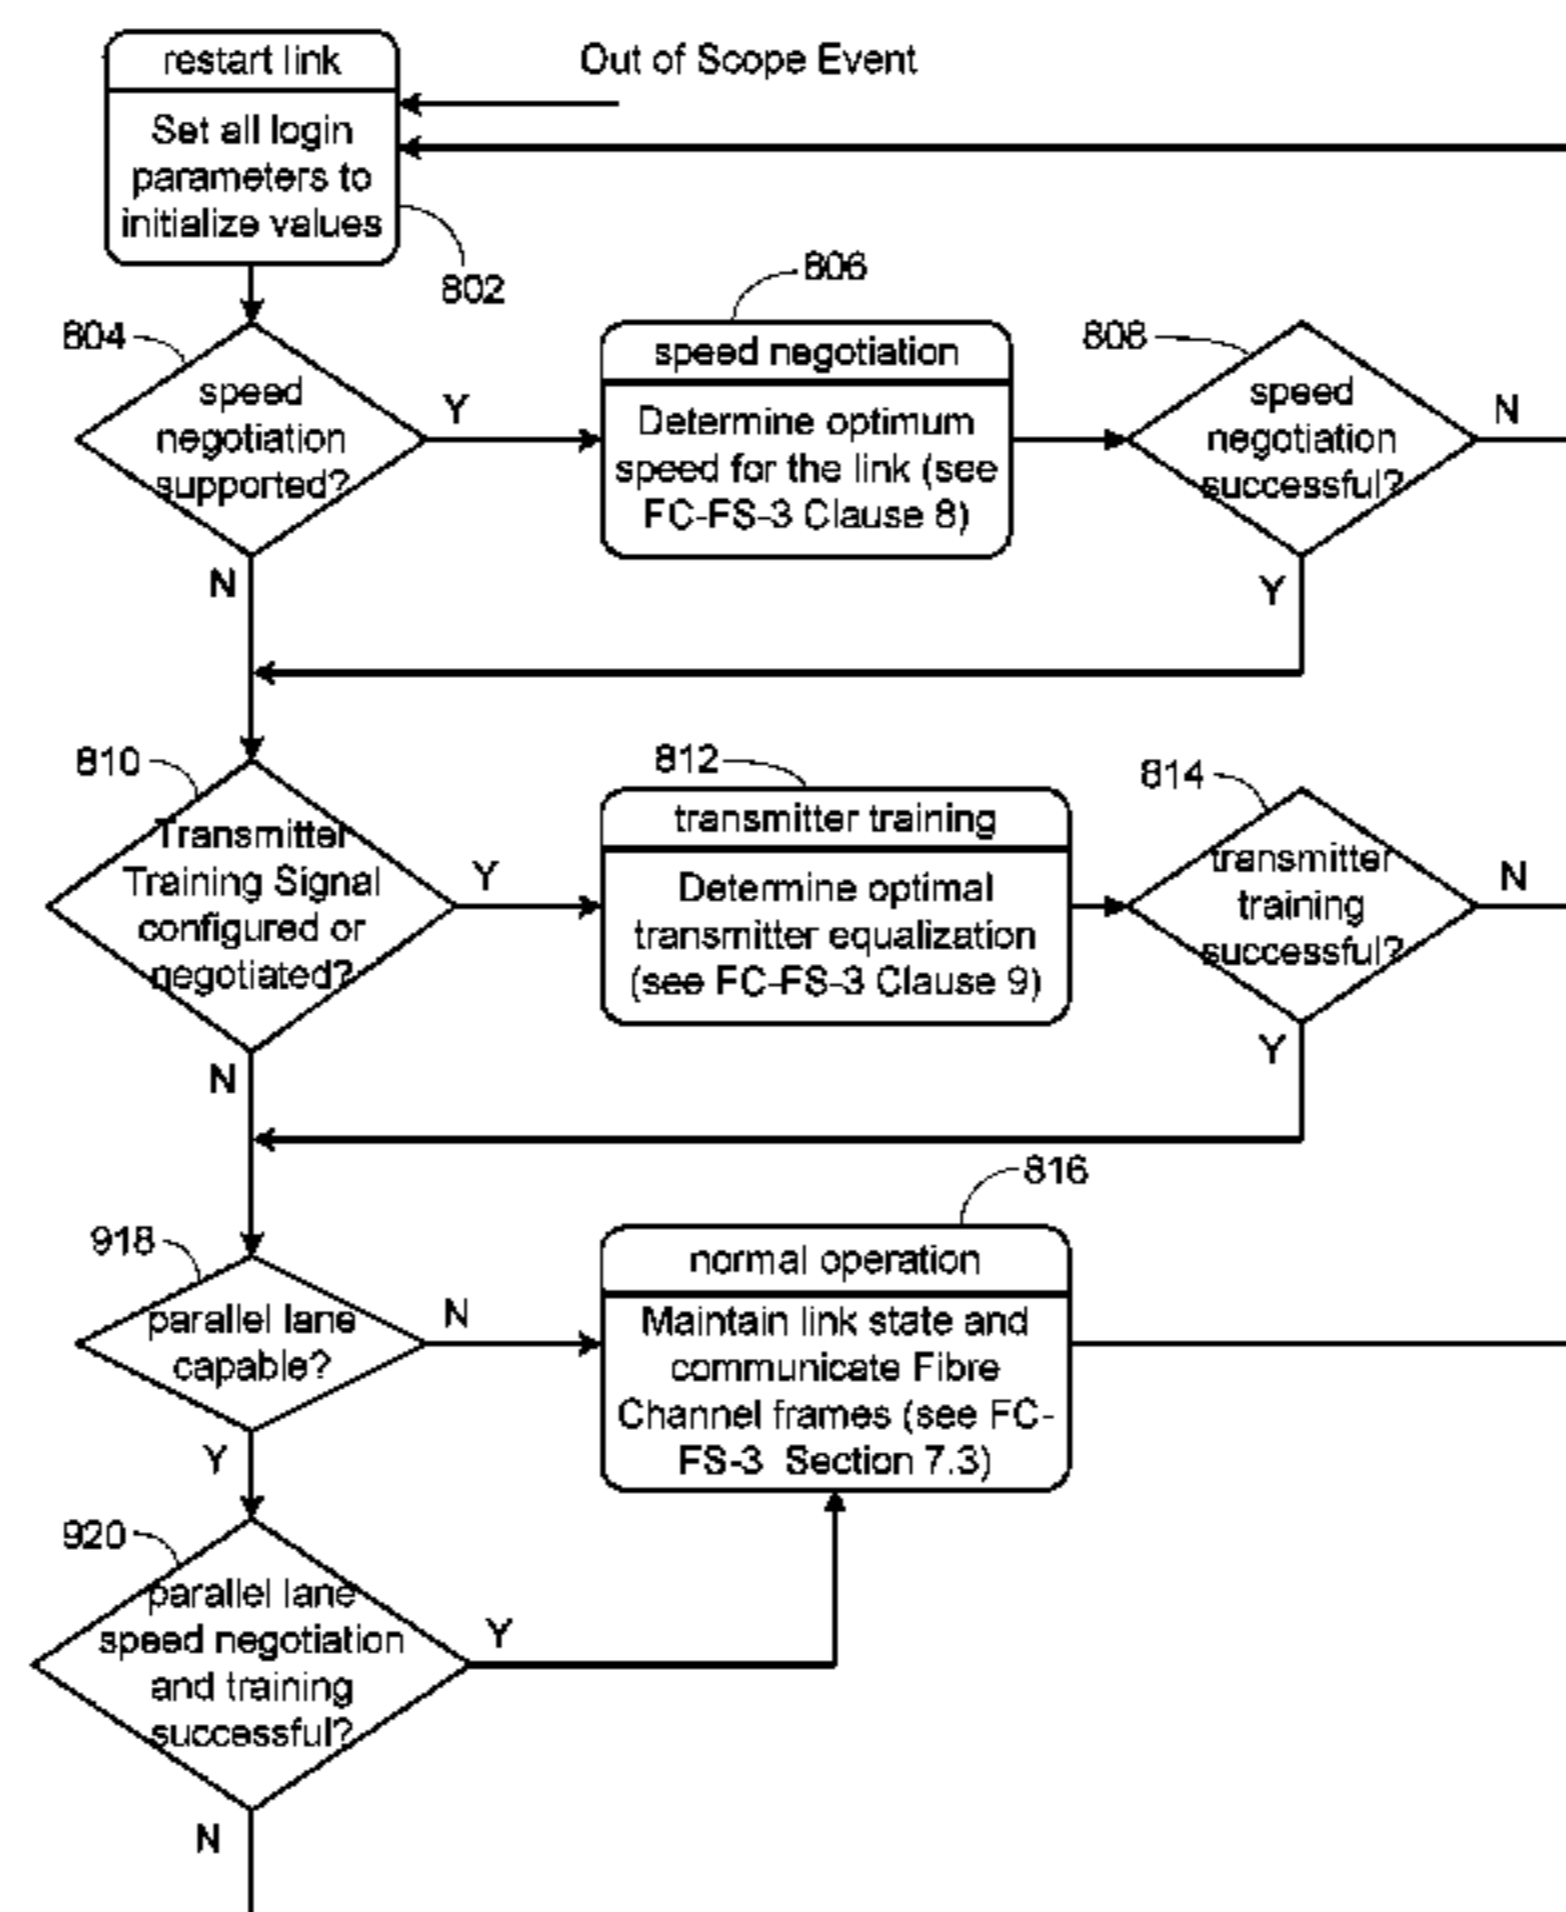 restart link
Out of Scope Event
Set all login
parameters to
initialize values
802
804
speed
negotiation
supported?
Y
N
806
speed negotiation
Determine optimum
speed for the link (see
FC-FS-3 Clause 8)
808
speed
negotiation
successful?
N
Y
810
Transmitter
Training Signal
configured or
negotiated?
Y
N
812
transmitter training
Determine optimal
transmitter equalization
(see FC-FS-3 Clause 9)
814
transmitter
training
successful?
N
Y
918
parallel lane
capable?
N
Y
816
normal operation
Maintain link state and
communicate Fibre
Channel frames (see FC-
FS-3 Section 7.3)
920
parallel lane
speed negotiation
and training
successful?
Y
N